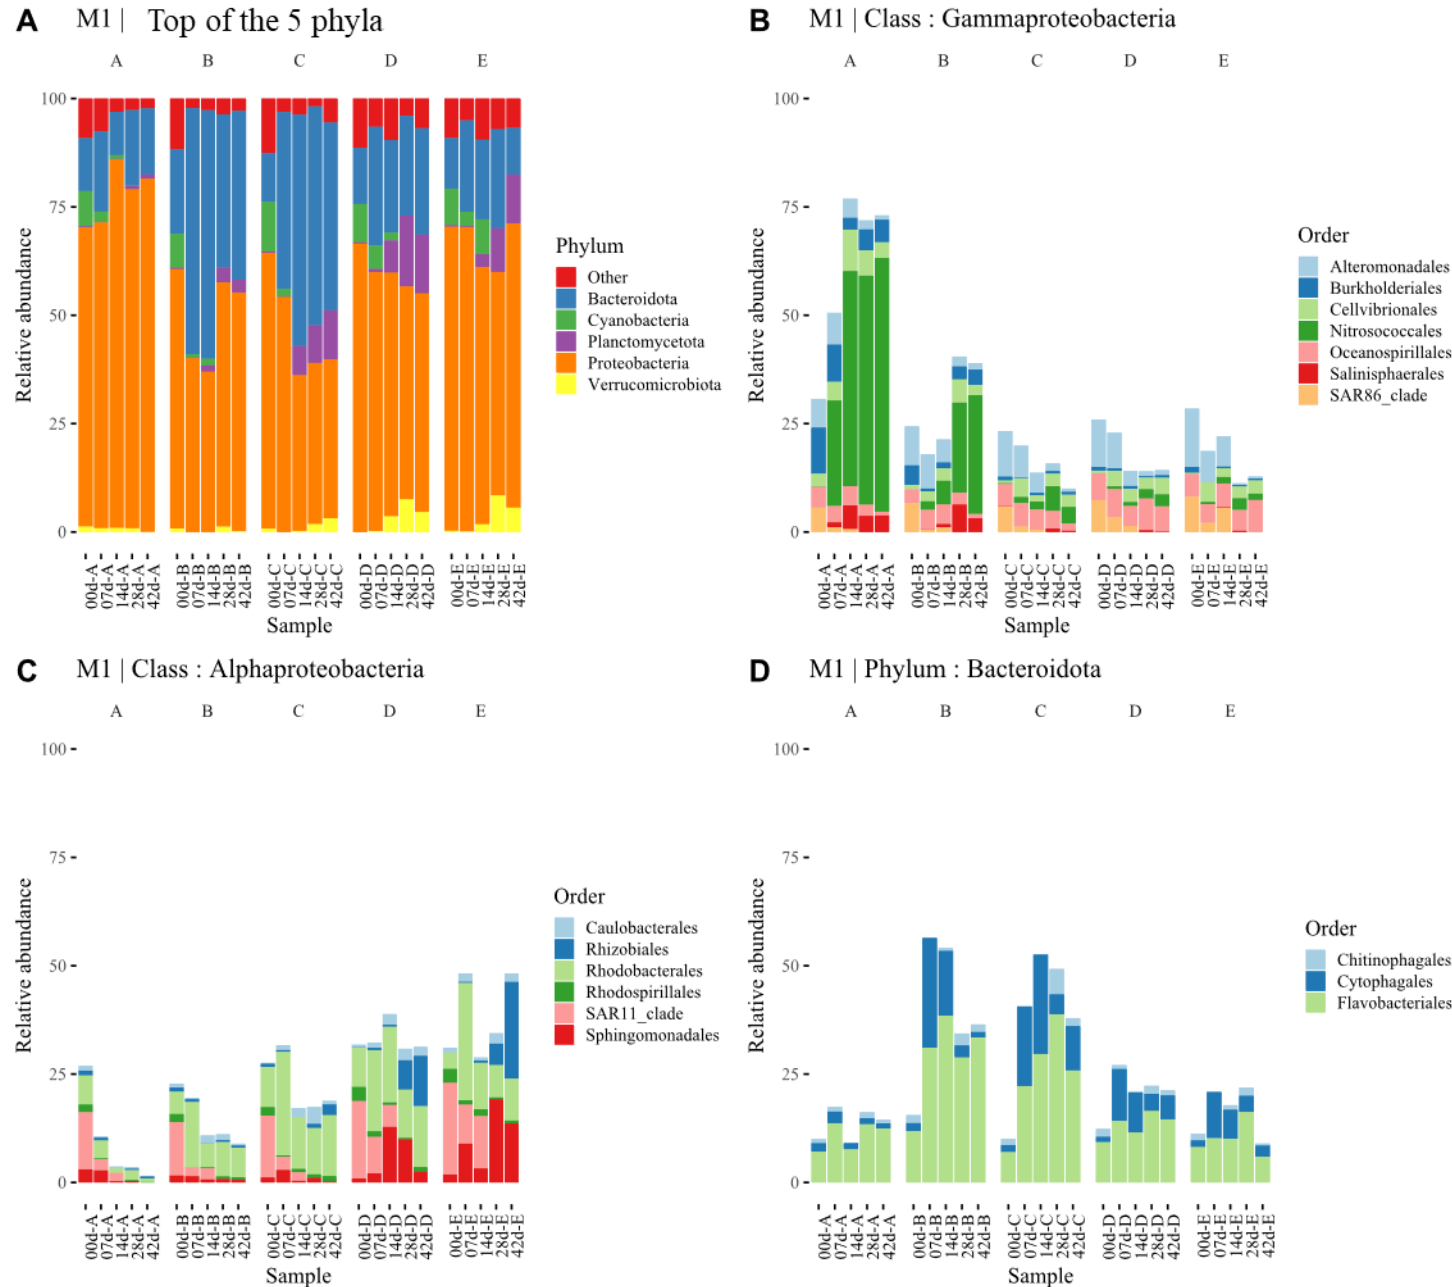 A M1 | Top of the 5 phyla
A B C D E
100
75
50
25
0
Relative abundance
00d-A 07d-A 14d-A 28d-A 42d-A 00d-B 07d-B 14d-B 28d-B 42d-B 00d-C 07d-C 14d-C 28d-C 42d-C 00d-D 07d-D 14d-D 28d-D 42d-D 00d-E 07d-E 14d-E 28d-E 42d-E
Sample
Phylum
Other
Bacteroidota
Cyanobacteria
Planctomycetota
Proteobacteria
Verrucomicrobiota
B M1 | Class : Gammaproteobacteria
A B C D E
100
75
50
25
0
Relative abundance
00d-A 07d-A 14d-A 28d-A 42d-A 00d-B 07d-B 14d-B 28d-B 42d-B 00d-C 07d-C 14d-C 28d-C 42d-C 00d-D 07d-D 14d-D 28d-D 42d-D 00d-E 07d-E 14d-E 28d-E 42d-E
Sample
Order
Alteromonadales
Burkholderiales
Cellvibrionales
Nitrosococcales
Oceanospirillales
Salinisphaerales
SAR86_clade
C M1 | Class : Alphaproteobacteria
A B C D E
100
75
50
25
0
Relative abundance
00d-A 07d-A 14d-A 28d-A 42d-A 00d-B 07d-B 14d-B 28d-B 42d-B 00d-C 07d-C 14d-C 28d-C 42d-C 00d-D 07d-D 14d-D 28d-D 42d-D 00d-E 07d-E 14d-E 28d-E 42d-E
Sample
Order
Caulobacterales
Rhizobiales
Rhodobacterales
Rhodospirillales
SAR11_clade
Sphingomonadales
D M1 | Phylum : Bacteroidota
A B C D E
100
75
50
25
0
Relative abundance
00d-A 07d-A 14d-A 28d-A 42d-A 00d-B 07d-B 14d-B 28d-B 42d-B 00d-C 07d-C 14d-C 28d-C 42d-C 00d-D 07d-D 14d-D 28d-D 42d-D 00d-E 07d-E 14d-E 28d-E 42d-E
Sample
Order
Chitinophagales
Cytophagales
Flavobacteriales